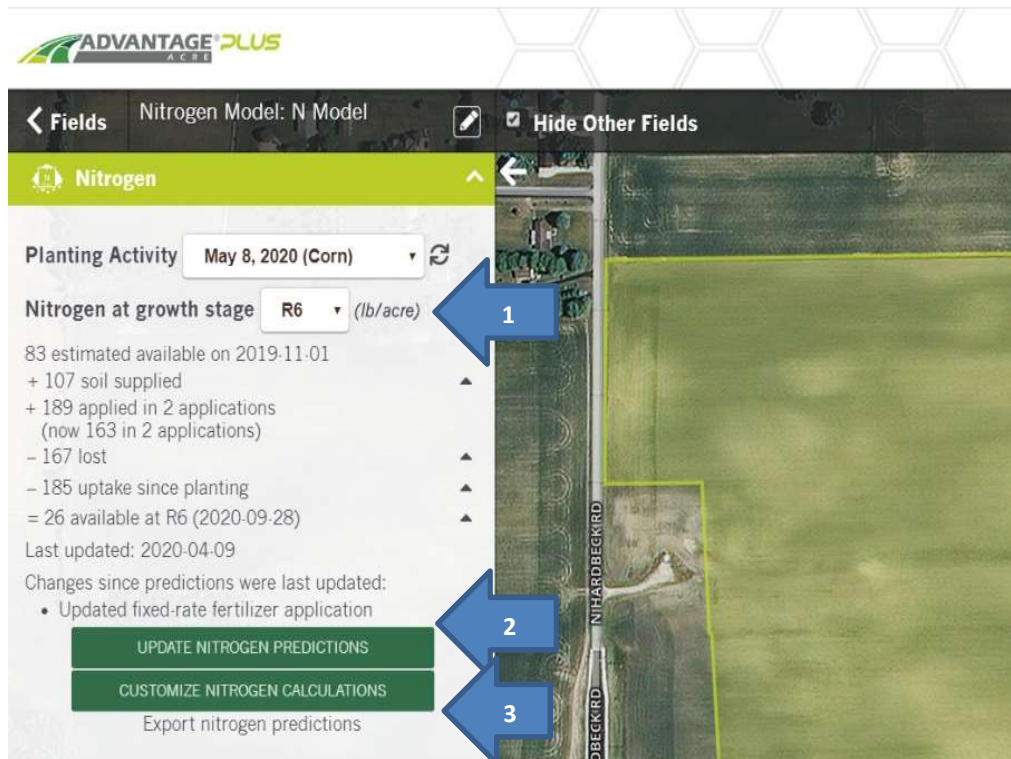 ADVANTAGE PLUS
ACRE
Fields
Nitrogen Model: N Model
Hide Other Fields
Nitrogen
Planting Activity May 8, 2020 (Corn)
Nitrogen at growth stage R6 (lb/acre)
1
83 estimated available on 2019-11-01
+ 107 soil supplied
+ 189 applied in 2 applications
(now 163 in 2 applications)
– 167 lost
– 185 uptake since planting
= 26 available at R6 (2020-09-28)
Last updated: 2020-04-09
Changes since predictions were last updated:
• Updated fixed-rate fertilizer application
2
UPDATE NITROGEN PREDICTIONS
CUSTOMIZE NITROGEN CALCULATIONS
3
Export nitrogen predictions
N HARDBECK RD
DBECK RD